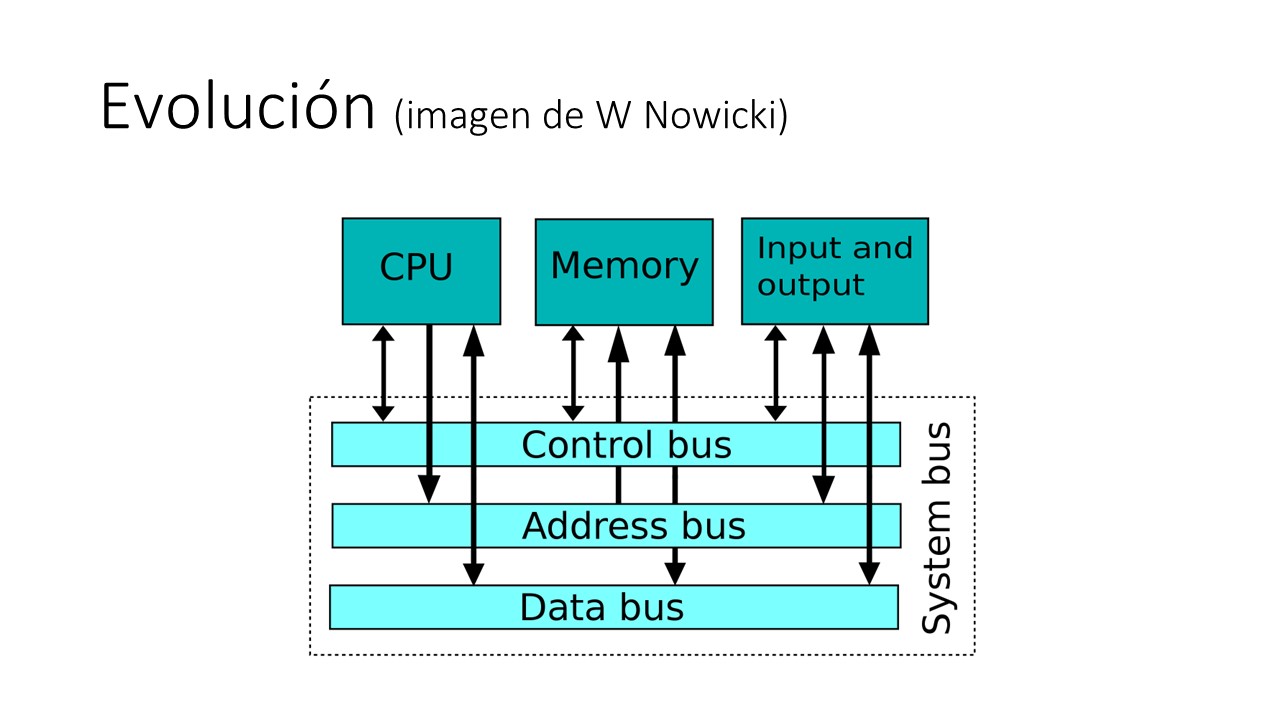 Evolución (imagen de W Nowicki)
CPU
Memory
Input and
output
Control bus
Address bus
Data bus
System bus